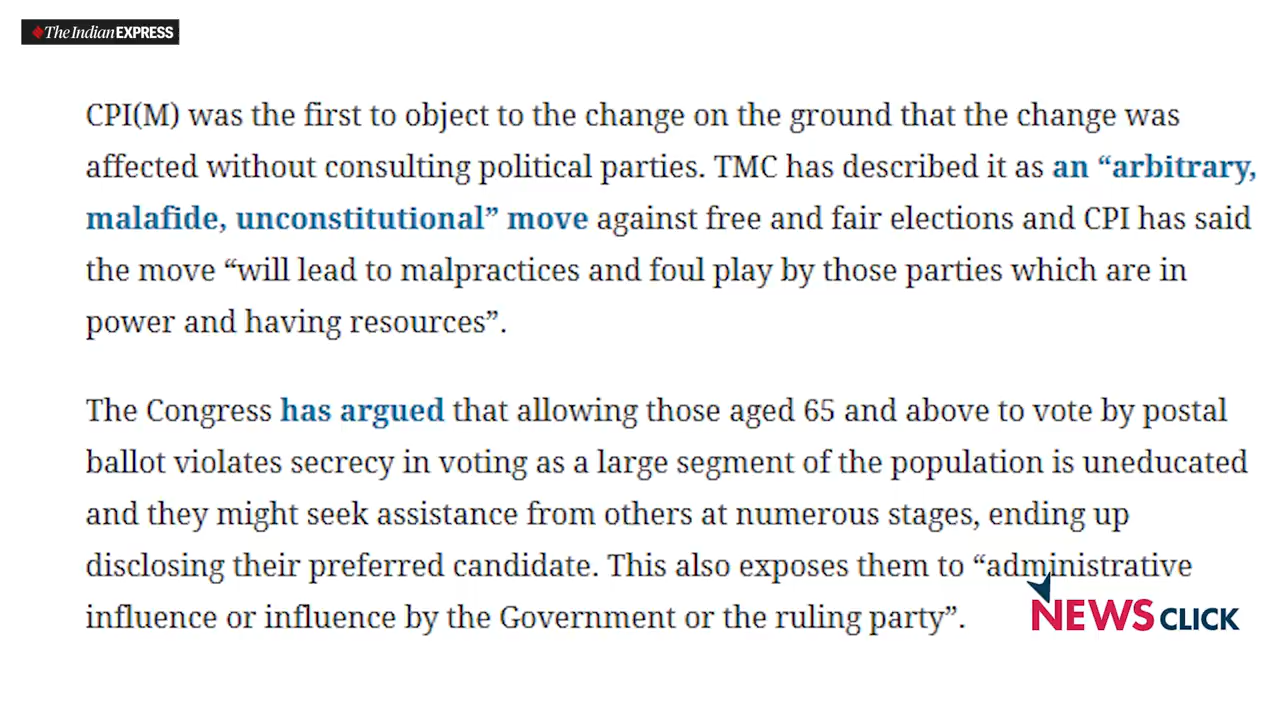 The Indian EXPRESS
CPI(M) was the first to object to the change on the ground that the change was
affected without consulting political parties. TMC has described it as an “arbitrary,
malafide, unconstitutional” move against free and fair elections and CPI has said
the move “will lead to malpractices and foul play by those parties which are in
power and having resources”.
The Congress has argued that allowing those aged 65 and above to vote by postal
ballot violates secrecy in voting as a large segment of the population is uneducated
and they might seek assistance from others at numerous stages, ending up
disclosing their preferred candidate. This also exposes them to “administrative
influence or influence by the Government or the ruling party”.
NEWS CLICK